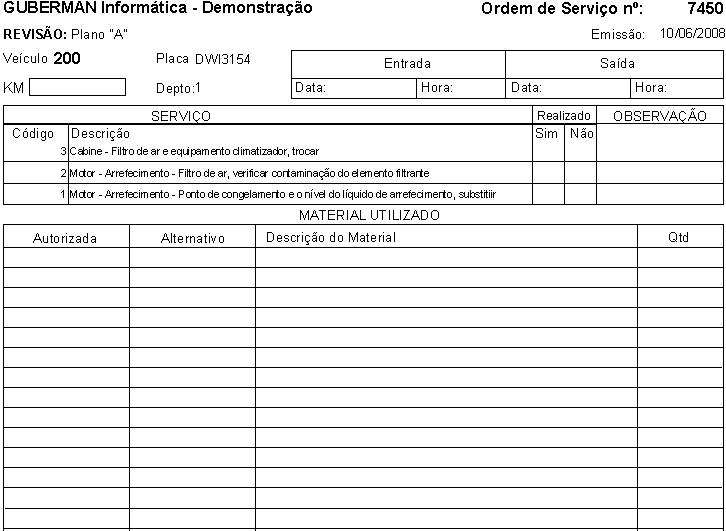 GUBERMAN Informática - Demonstração Ordem de Serviço nº: 7450
REVISÃO: Plano "A" Emissão: 10/06/2008
Veículo 200 Placa DWI3154 Entrada Saída
KM Depto:1 Data: Hora: Data: Hora:
SERVIÇO Realizado OBSERVAÇÃO
Código Descrição Sim Não
3 Cabine - Filtro de ar e equipamento climatizador, trocar
2 Motor - Arrefecimento - Filtro de ar, verificar contaminação do elemento filtrante
1 Motor - Arrefecimento - Ponto de congelamento e o nível do líquido de arrefecimento, substitiir
MATERIAL UTILIZADO
Autorizada Alternativo Descrição do Material Qtd